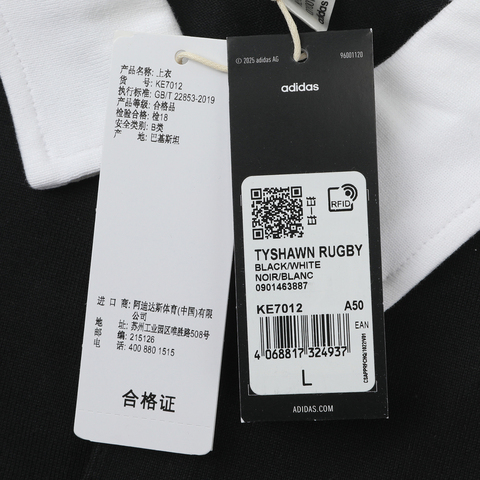 adidas
产品名称: 上衣
货 号: KE7012
执行标准: GB/T 22853-2019
产品等级: 合格品
检验合格: 检18
安全类别: B类
产 地: 巴基斯坦
进 口 商: 阿迪达斯体育(中国)有限
公司
地 址: 苏州工业园区唯胜路508号
邮 编: 215126
电 话: 400 880 1515
合格证
© 2025 adidas AG
96001120
adidas
RFID
TYSHAWN RUGBY
BLACK/WHITE
NOIR/BLANC
0901463887
KE7012 A50
EAN
4 068817 324937
L
ADIDAS.COM